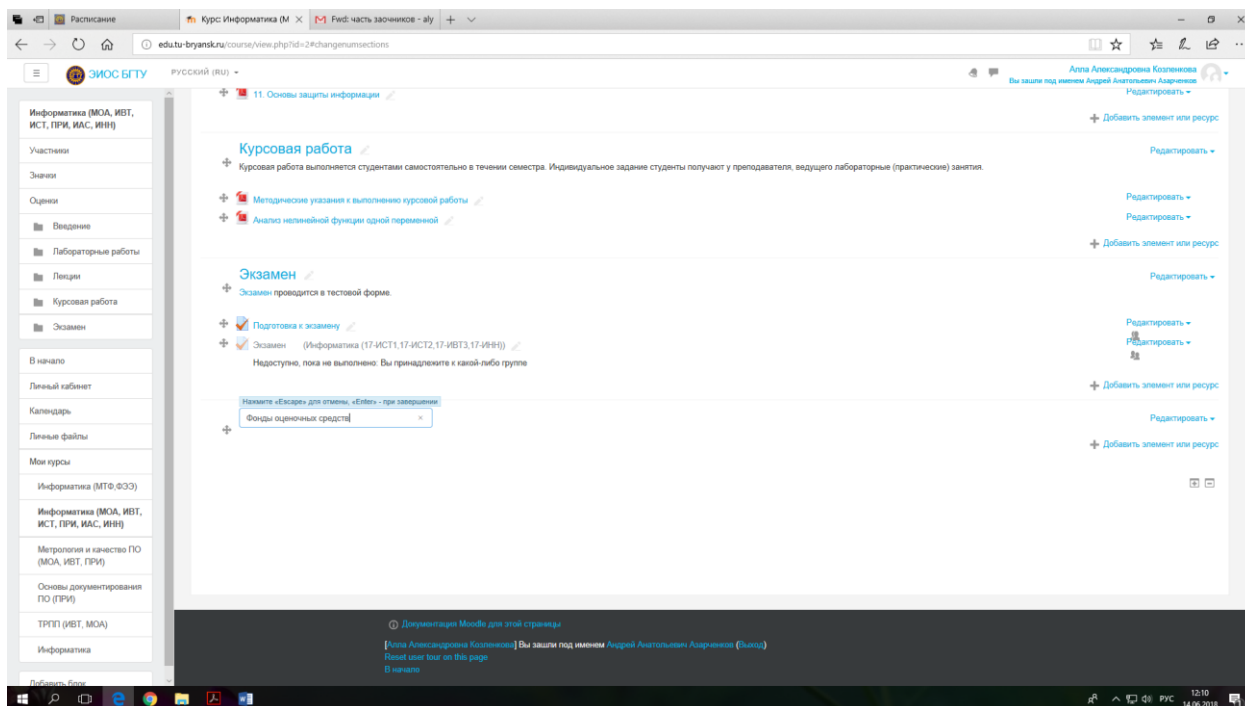 Расписание
Курс: Информатика (М
Fwd: часть заочников - aly
edu.tu-bryansk.ru/course/view.php?id=2#changenumsections
ЭИОС БГТУ
РУССКИЙ (RU)
Алла Александровна Козленкова
Вы зашли под именем Андрей Анатольевич Азарченков
Информатика (МОА, ИВТ,
ИСТ, ПРИ, ИАС, ИНН)
Участники
Значки
Оценки
Введение
Лабораторные работы
Лекции
Курсовая работа
Экзамен
В начало
Личный кабинет
Календарь
Личные файлы
Мои курсы
Информатика (МТФ,ФЭЭ)
Информатика (МОА, ИВТ,
ИСТ, ПРИ, ИАС, ИНН)
Метрология и качество ПО
(МОА, ИВТ, ПРИ)
Основы документирования
ПО (ПРИ)
ТРПП (ИВТ, МОА)
Информатика
Добавить блок
11. Основы защиты информации
Редактировать
Добавить элемент или ресурс
Курсовая работа
Редактировать
Курсовая работа выполняется студентами самостоятельно в течении семестра. Индивидуальное задание студенты получают у преподавателя, ведущего лабораторные (практические) занятия.
Методические указания к выполнению курсовой работы
Редактировать
Анализ нелинейной функции одной переменной
Редактировать
Добавить элемент или ресурс
Экзамен
Редактировать
Экзамен проводится в тестовой форме.
Подготовка к экзамену
Редактировать
Экзамен (Информатика (17-ИСТ1,17-ИСТ2,17-ИВТ3,17-ИНН))
Редактировать
Недоступно, пока не выполнено: Вы принадлежите к какой-либо группе
Добавить элемент или ресурс
Нажмите «Escape» для отмены, «Enter» - при завершении
Фонды оценочных средств
Редактировать
Добавить элемент или ресурс
Документация Moodle для этой страницы
[Алла Александровна Козленкова] Вы зашли под именем Андрей Анатольевич Азарченков (Выход)
Reset user tour on this page
В начало
РУС
12:10
14.06.2018